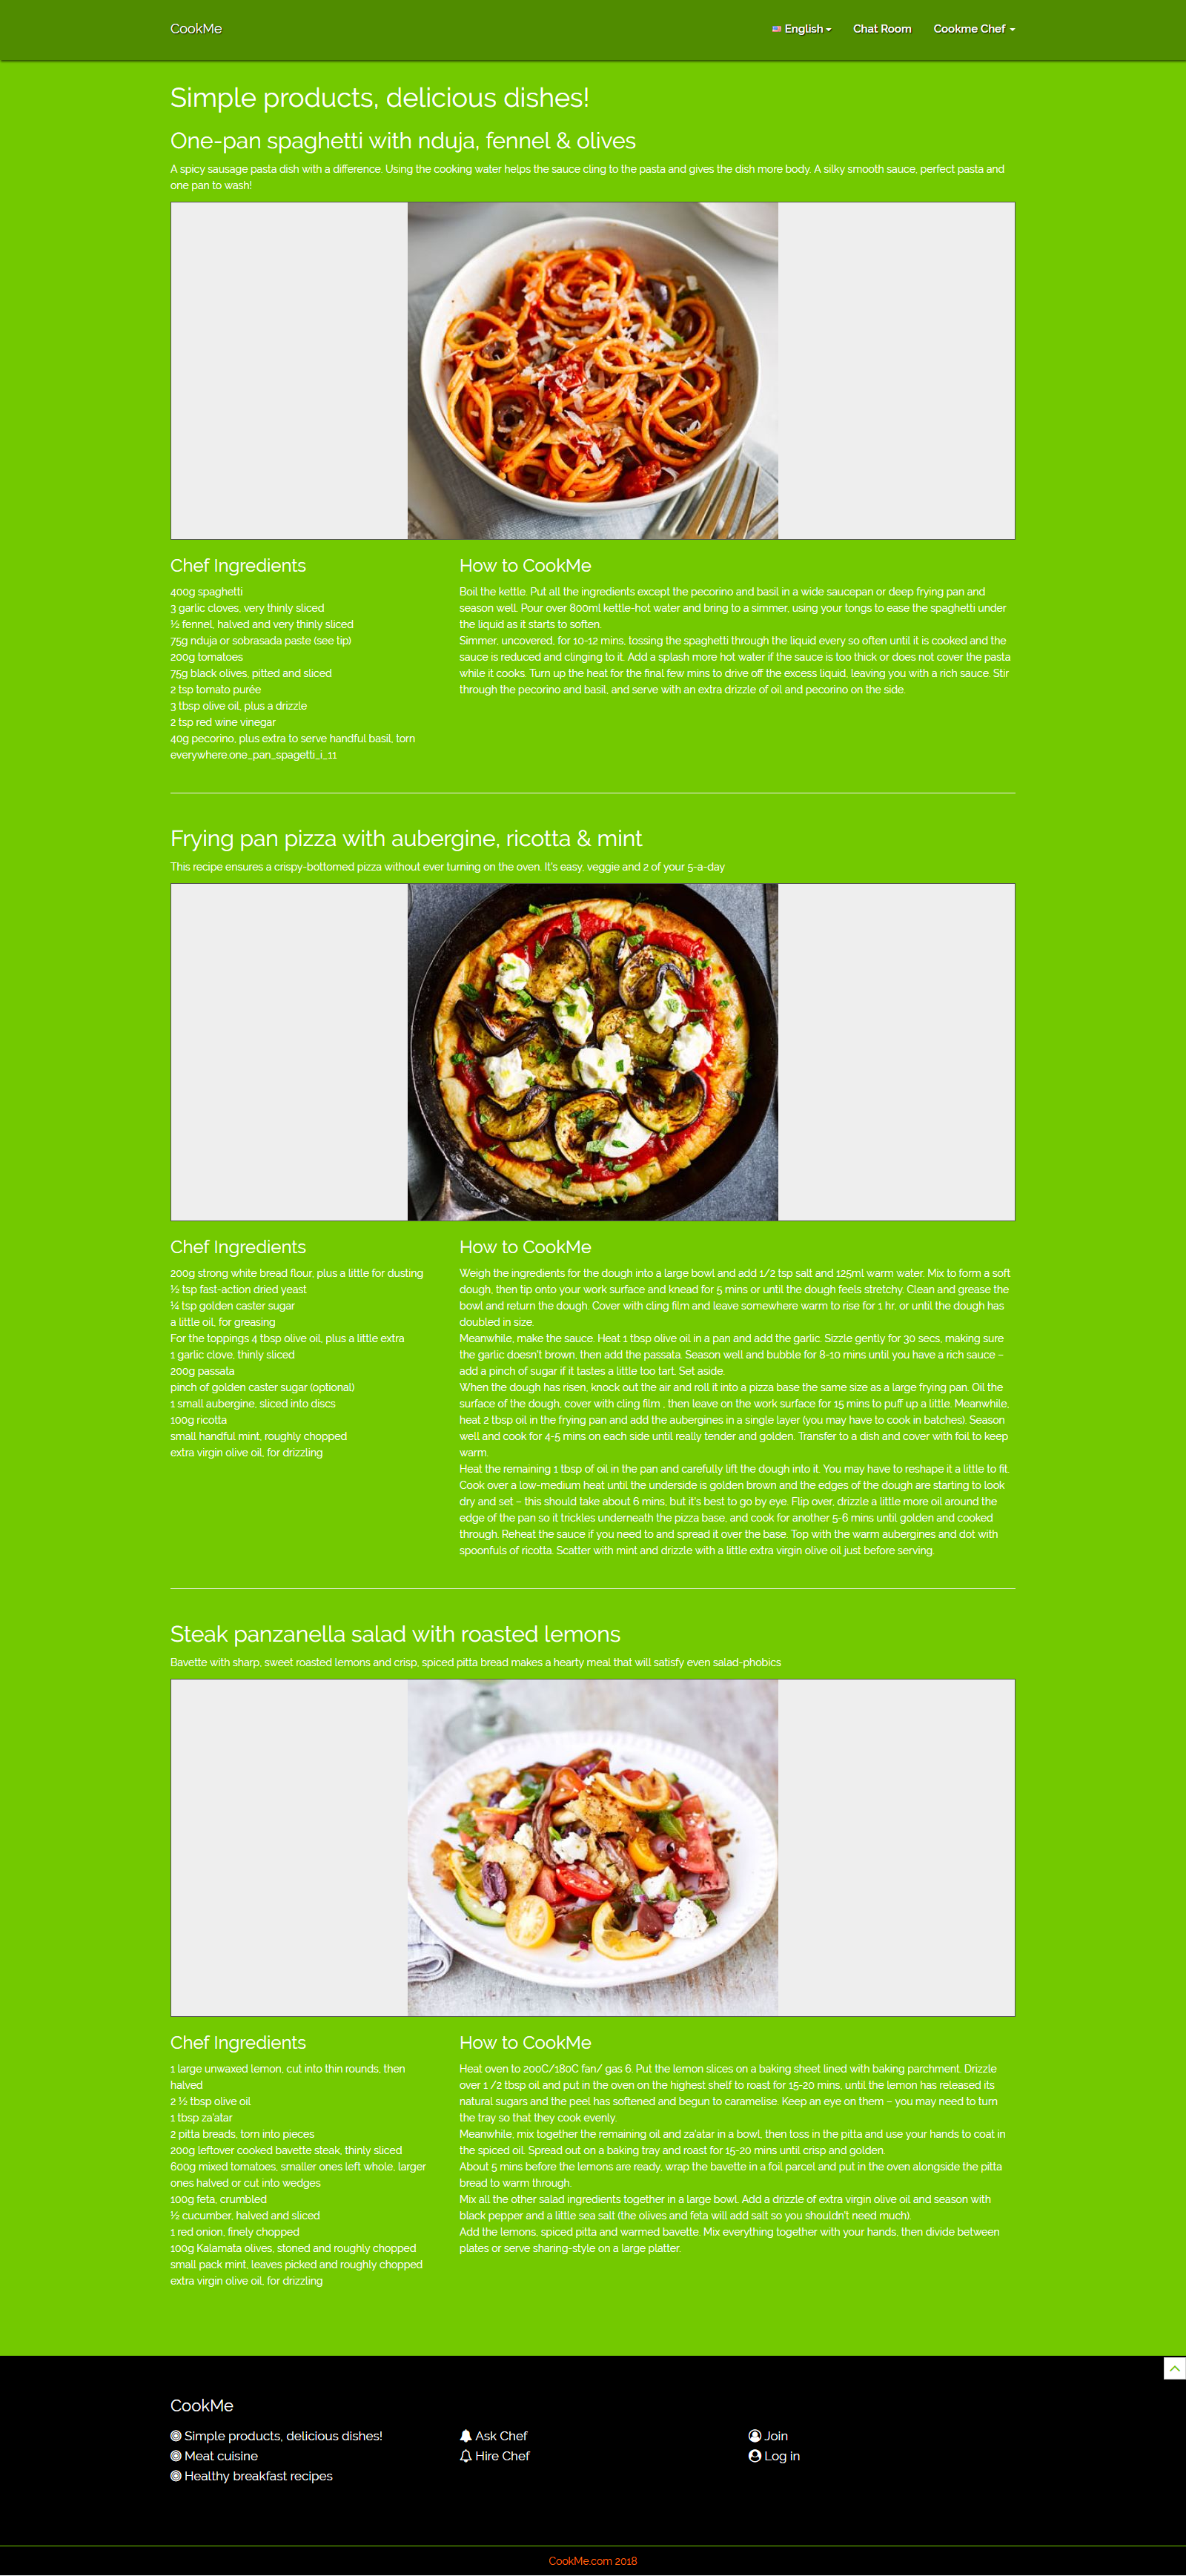 CookMe
English
Chat Room
Cookme Chef
Simple products, delicious dishes!
One-pan spaghetti with nduja, fennel & olives
A spicy sausage pasta dish with a difference. Using the cooking water helps the sauce cling to the pasta and gives the dish more body. A silky smooth sauce, perfect pasta and
one pan to wash!
Chef Ingredients
400g spaghetti
3 garlic cloves, very thinly sliced
½ fennel, halved and very thinly sliced
75g nduja or sobrasada paste (see tip)
200g tomatoes
75g black olives, pitted and sliced
2 tsp tomato purée
3 tbsp olive oil, plus a drizzle
2 tsp red wine vinegar
40g pecorino, plus extra to serve handful basil, torn
everywhere.one_pan_spagetti_i_11
How to CookMe
Boil the kettle. Put all the ingredients except the pecorino and basil in a wide saucepan or deep frying pan and
season well. Pour over 800ml kettle-hot water and bring to a simmer, using your tongs to ease the spaghetti under
the liquid as it starts to soften.
Simmer, uncovered, for 10-12 mins, tossing the spaghetti through the liquid every so often until it is cooked and the
sauce is reduced and clinging to it. Add a splash more hot water if the sauce is too thick or does not cover the pasta
while it cooks. Turn up the heat for the final few mins to drive off the excess liquid, leaving you with a rich sauce. Stir
through the pecorino and basil, and serve with an extra drizzle of oil and pecorino on the side.
Frying pan pizza with aubergine, ricotta & mint
This recipe ensures a crispy-bottomed pizza without ever turning on the oven. It's easy, veggie and 2 of your 5-a-day
Chef Ingredients
200g strong white bread flour, plus a little for dusting
½ tsp fast-action dried yeast
¼ tsp golden caster sugar
a little oil, for greasing
For the toppings 4 tbsp olive oil, plus a little extra
1 garlic clove, thinly sliced
200g passata
pinch of golden caster sugar (optional)
1 small aubergine, sliced into discs
100g ricotta
small handful mint, roughly chopped
extra virgin olive oil, for drizzling
How to CookMe
Weigh the ingredients for the dough into a large bowl and add 1/2 tsp salt and 125ml warm water. Mix to form a soft
dough, then tip onto your work surface and knead for 5 mins or until the dough feels stretchy. Clean and grease the
bowl and return the dough. Cover with cling film and leave somewhere warm to rise for 1 hr, or until the dough has
doubled in size.
Meanwhile, make the sauce. Heat 1 tbsp olive oil in a pan and add the garlic. Sizzle gently for 30 secs, making sure
the garlic doesn't brown, then add the passata. Season well and bubble for 8-10 mins until you have a rich sauce –
add a pinch of sugar if it tastes a little too tart. Set aside.
When the dough has risen, knock out the air and roll it into a pizza base the same size as a large frying pan. Oil the
surface of the dough, cover with cling film , then leave on the work surface for 15 mins to puff up a little. Meanwhile,
heat 2 tbsp oil in the frying pan and add the aubergines in a single layer (you may have to cook in batches). Season
well and cook for 4-5 mins on each side until really tender and golden. Transfer to a dish and cover with foil to keep
warm.
Heat the remaining 1 tbsp of oil in the pan and carefully lift the dough into it. You may have to reshape it a little to fit.
Cook over a low-medium heat until the underside is golden brown and the edges of the dough are starting to look
dry and set – this should take about 6 mins, but it's best to go by eye. Flip over, drizzle a little more oil around the
edge of the pan so it trickles underneath the pizza base, and cook for another 5-6 mins until golden and cooked
through. Reheat the sauce if you need to and spread it over the base. Top with the warm aubergines and dot with
spoonfuls of ricotta. Scatter with mint and drizzle with a little extra virgin olive oil just before serving.
Steak panzanella salad with roasted lemons
Bavette with sharp, sweet roasted lemons and crisp, spiced pitta bread makes a hearty meal that will satisfy even salad-phobics
Chef Ingredients
1 large unwaxed lemon, cut into thin rounds, then
halved
2 ½ tbsp olive oil
1 tbsp za'atar
2 pitta breads, torn into pieces
200g leftover cooked bavette steak, thinly sliced
600g mixed tomatoes, smaller ones left whole, larger
ones halved or cut into wedges
100g feta, crumbled
½ cucumber, halved and sliced
1 red onion, finely chopped
100g Kalamata olives, stoned and roughly chopped
small pack mint, leaves picked and roughly chopped
extra virgin olive oil, for drizzling
How to CookMe
Heat oven to 200C/180C fan/ gas 6. Put the lemon slices on a baking sheet lined with baking parchment. Drizzle
over 1 /2 tbsp oil and put in the oven on the highest shelf to roast for 15-20 mins, until the lemon has released its
natural sugars and the peel has softened and begun to caramelise. Keep an eye on them – you may need to turn
the tray so that they cook evenly.
Meanwhile, mix together the remaining oil and za'atar in a bowl, then toss in the pitta and use your hands to coat in
the spiced oil. Spread out on a baking tray and roast for 15-20 mins until crisp and golden.
About 5 mins before the lemons are ready, wrap the bavette in a foil parcel and put in the oven alongside the pitta
bread to warm through.
Mix all the other salad ingredients together in a large bowl. Add a drizzle of extra virgin olive oil and season with
black pepper and a little sea salt (the olives and feta will add salt so you shouldn't need much).
Add the lemons, spiced pitta and warmed bavette. Mix everything together with your hands, then divide between
plates or serve sharing-style on a large platter.
CookMe
Simple products, delicious dishes!
Meat cuisine
Healthy breakfast recipes
Ask Chef
Hire Chef
Join
Log in
CookMe.com 2018